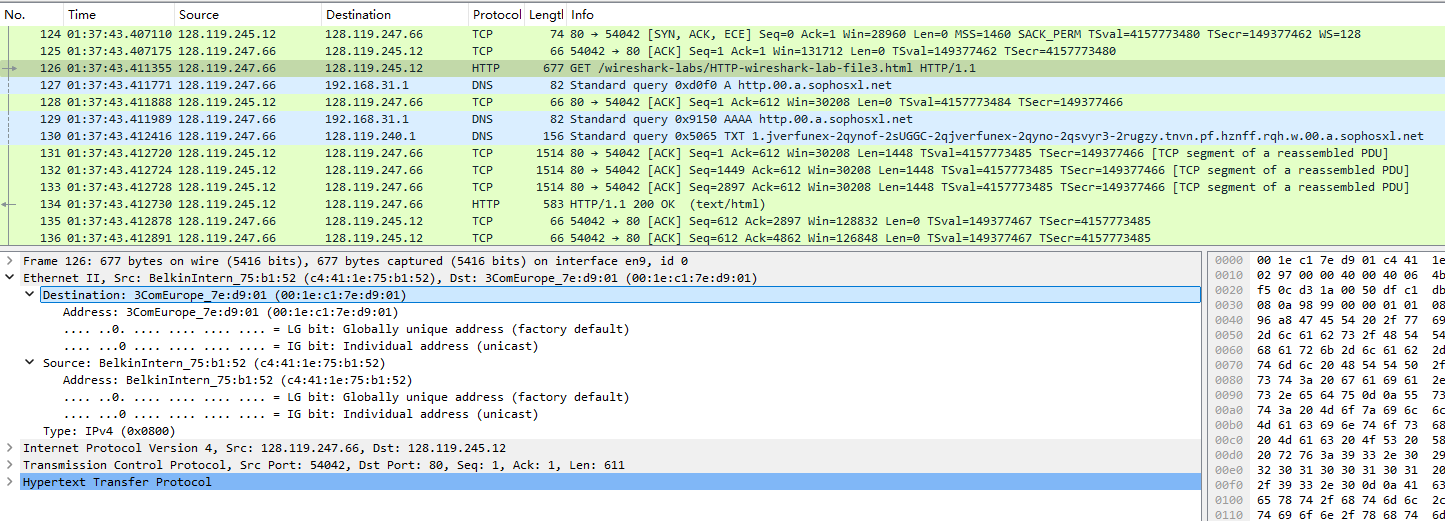 No. Time Source Destination Protocol Lengtl Info
124 01:37:43.407110 128.119.245.12 128.119.247.66 TCP 74 80 → 54042 [SYN, ACK, ECE] Seq=0 Ack=1 Win=28960 Len=0 MSS=1460 SACK_PERM TSval=4157773480 TSecr=149377462 WS=128
125 01:37:43.407175 128.119.247.66 128.119.245.12 TCP 66 54042 → 80 [ACK] Seq=1 Ack=1 Win=131712 Len=0 TSval=149377462 TSecr=4157773480
126 01:37:43.411355 128.119.247.66 128.119.245.12 HTTP 677 GET /wireshark-labs/HTTP-wireshark-lab-file3.html HTTP/1.1
127 01:37:43.411771 128.119.247.66 192.168.31.1 DNS 82 Standard query 0xd0f0 A http.00.a.sophosxl.net
128 01:37:43.411888 128.119.245.12 128.119.247.66 TCP 66 80 → 54042 [ACK] Seq=1 Ack=612 Win=30208 Len=0 TSval=4157773484 TSecr=149377466
129 01:37:43.411989 128.119.247.66 192.168.31.1 DNS 82 Standard query 0x9150 AAAA http.00.a.sophosxl.net
130 01:37:43.412416 128.119.247.66 128.119.240.1 DNS 156 Standard query 0x5065 TXT 1.jverfunex-2qynof-2sUGGC-2qjverfunex-2qyno-2qsvyr3-2rugzy.tnvn.pf.hznff.rqh.w.00.a.sophosxl.net
131 01:37:43.412720 128.119.245.12 128.119.247.66 TCP 1514 80 → 54042 [ACK] Seq=1 Ack=612 Win=30208 Len=1448 TSval=4157773485 TSecr=149377466 [TCP segment of a reassembled PDU]
132 01:37:43.412724 128.119.245.12 128.119.247.66 TCP 1514 80 → 54042 [ACK] Seq=1449 Ack=612 Win=30208 Len=1448 TSval=4157773485 TSecr=149377466 [TCP segment of a reassembled PDU]
133 01:37:43.412728 128.119.245.12 128.119.247.66 TCP 1514 80 → 54042 [ACK] Seq=2897 Ack=612 Win=30208 Len=1448 TSval=4157773485 TSecr=149377466 [TCP segment of a reassembled PDU]
134 01:37:43.412730 128.119.245.12 128.119.247.66 HTTP 583 HTTP/1.1 200 OK (text/html)
135 01:37:43.412878 128.119.247.66 128.119.245.12 TCP 66 54042 → 80 [ACK] Seq=612 Ack=2897 Win=128832 Len=0 TSval=149377467 TSecr=4157773485
136 01:37:43.412891 128.119.247.66 128.119.245.12 TCP 66 54042 → 80 [ACK] Seq=612 Ack=4862 Win=126848 Len=0 TSval=149377467 TSecr=4157773485
Frame 126: 677 bytes on wire (5416 bits), 677 bytes captured (5416 bits) on interface en9, id 0
Ethernet II, Src: BelkinIntern_75:b1:52 (c4:41:1e:75:b1:52), Dst: 3ComEurope_7e:d9:01 (00:1e:c1:7e:d9:01)
Destination: 3ComEurope_7e:d9:01 (00:1e:c1:7e:d9:01)
Address: 3ComEurope_7e:d9:01 (00:1e:c1:7e:d9:01)
.... ..0. .... .... .... .... = LG bit: Globally unique address (factory default)
.... ...0 .... .... .... .... = IG bit: Individual address (unicast)
Source: BelkinIntern_75:b1:52 (c4:41:1e:75:b1:52)
Address: BelkinIntern_75:b1:52 (c4:41:1e:75:b1:52)
.... ..0. .... .... .... .... = LG bit: Globally unique address (factory default)
.... ...0 .... .... .... .... = IG bit: Individual address (unicast)
Type: IPv4 (0x0800)
Internet Protocol Version 4, Src: 128.119.247.66, Dst: 128.119.245.12
Transmission Control Protocol, Src Port: 54042, Dst Port: 80, Seq: 1, Ack: 1, Len: 611
Hypertext Transfer Protocol
0000 00 1e c1 7e d9 01 c4 41 1e
0010 02 97 00 00 40 00 40 06 4b
0020 f5 0c d3 1a 00 50 df c1 db
0030 08 0a 98 99 00 00 01 01 08
0040 96 a8 47 45 54 20 2f 77 69
0050 2d 6c 61 62 73 2f 48 54 54
0060 68 61 72 6b 2d 6c 61 62 2d
0070 74 6d 6c 20 48 54 54 50 2f
0080 73 74 3a 20 67 61 69 61 2e
0090 73 2e 65 64 75 0d 0a 55 73
00a0 74 3a 20 4d 6f 7a 69 6c 6c
00b0 4d 61 63 69 6e 74 6f 73 68
00c0 20 4d 61 63 20 4f 53 20 58
00d0 20 72 76 3a 39 33 2e 30 29
00e0 32 30 31 30 30 31 30 31 20
00f0 2f 39 33 2e 30 0d 0a 41 63
0100 65 78 74 2f 68 74 6d 6c 2c
0110 74 69 6f 6e 2f 78 68 74 6d